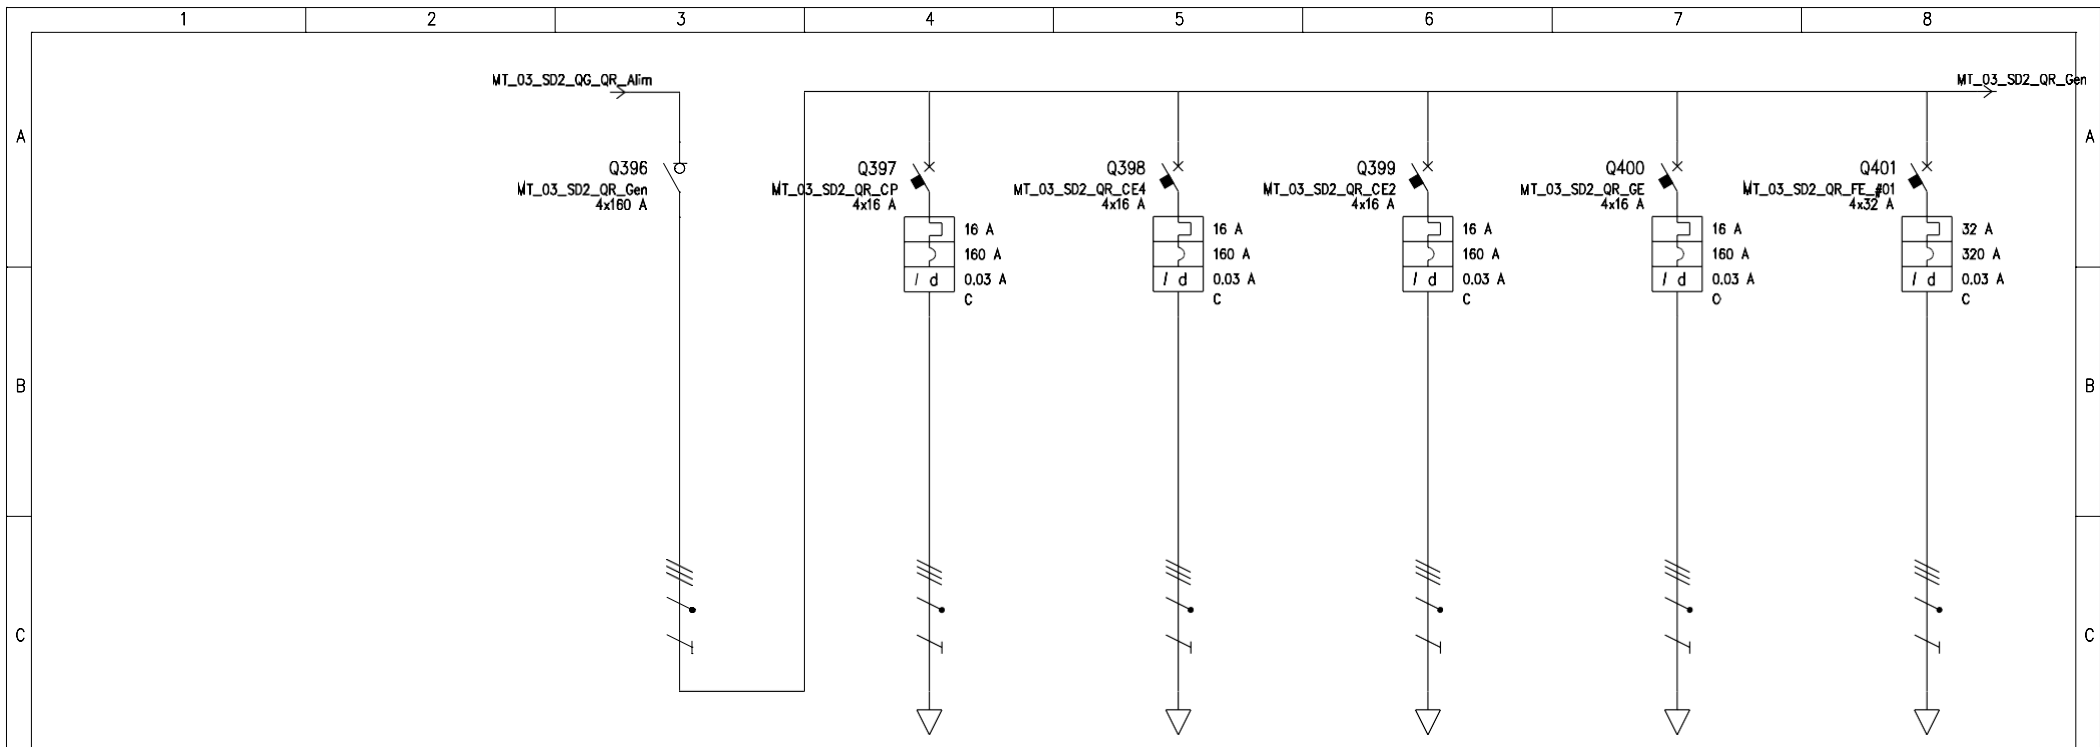 1 2 3 4 5 6 7 8
MT_03_SD2_QG_QR_Alim
MT_03_SD2_QR_Gen
A A
Q396
MT_03_SD2_QR_Gen
4x160 A
Q397
MT_03_SD2_QR_CP
4x16 A
16 A
160 A
I d 0.03 A
C
Q398
MT_03_SD2_QR_CE4
4x16 A
16 A
160 A
I d 0.03 A
C
Q399
MT_03_SD2_QR_CE2
4x16 A
16 A
160 A
I d 0.03 A
C
Q400
MT_03_SD2_QR_GE
4x16 A
16 A
160 A
I d 0.03 A
C
Q401
MT_03_SD2_QR_FE_#01
4x32 A
32 A
320 A
I d 0.03 A
C
B B
C C